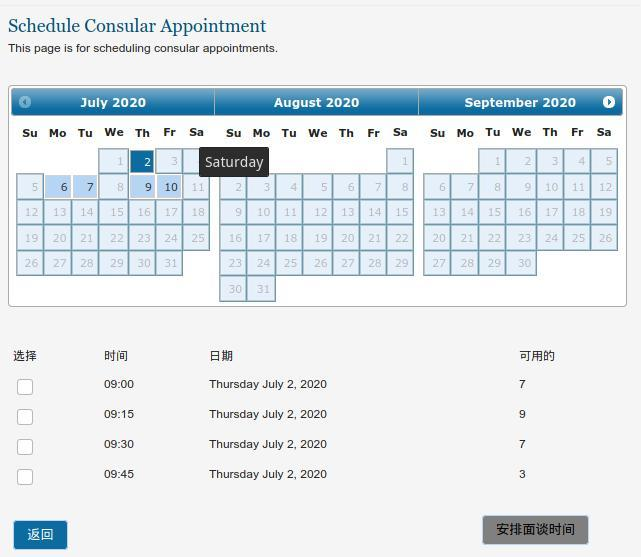 Schedule Consular Appointment
This page is for scheduling consular appointments.
July 2020 August 2020 September 2020
Su Mo Tu We Th Fr Sa Su Mo Tu We Th Fr Sa Su Mo Tu We Th Fr Sa
1 2 3 Saturday 1 1 2 3 4 5
5 6 7 8 9 10 11 2 3 4 5 6 7 8 6 7 8 9 10 11 12
12 13 14 15 16 17 18 9 10 11 12 13 14 15 13 14 15 16 17 18 19
19 20 21 22 23 24 25 16 17 18 19 20 21 22 20 21 22 23 24 25 26
26 27 28 29 30 31 23 24 25 26 27 28 29 27 28 29 30
30 31
选择 时间 日期 可用的
09:00 Thursday July 2, 2020 7
09:15 Thursday July 2, 2020 9
09:30 Thursday July 2, 2020 7
09:45 Thursday July 2, 2020 3
返回 安排面谈时间